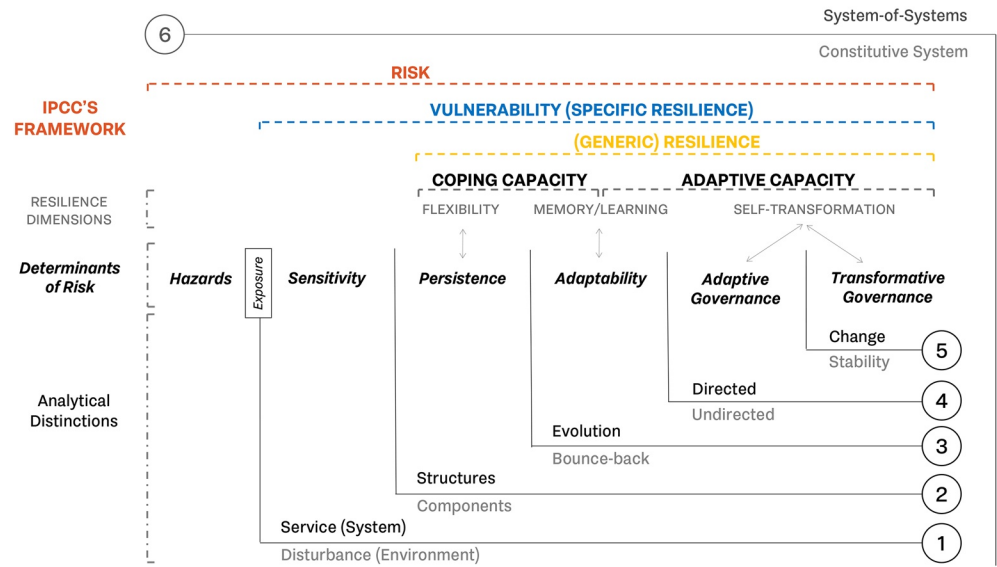 System-of-Systems
6
Constitutive System
RISK
IPCC'S
FRAMEWORK
VULNERABILITY (SPECIFIC RESILIENCE)
(GENERIC) RESILIENCE
COPING CAPACITY
ADAPTIVE CAPACITY
RESILIENCE
DIMENSIONS
FLEXIBILITY
MEMORY/LEARNING
SELF-TRANSFORMATION
Determinants
of Risk
Hazards
Exposure
Sensitivity
Persistence
Adaptability
Adaptive
Governance
Transformative
Governance
Change
Stability
5
Analytical
Distinctions
Directed
Undirected
4
Evolution
Bounce-back
3
Structures
Components
2
Service (System)
Disturbance (Environment)
1